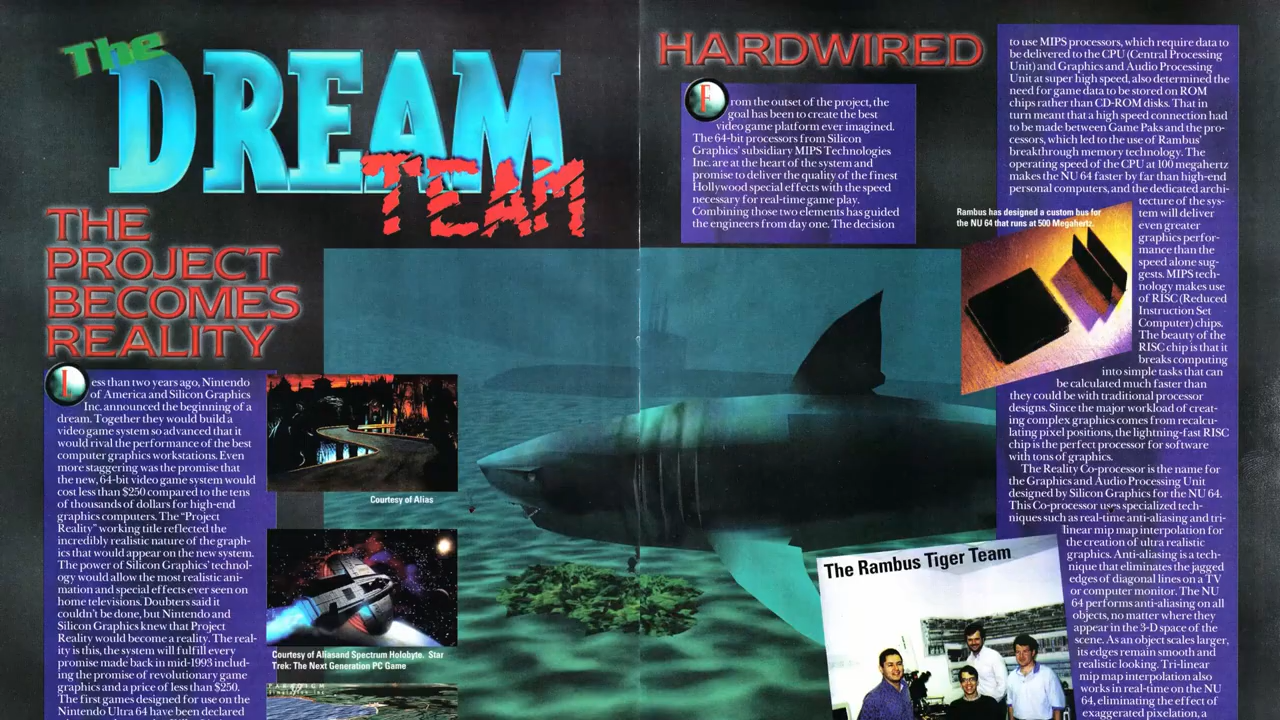 The
DREAM
TEAM
THE
PROJECT
BECOMES
REALITY
Less than two years ago, Nintendo
of America and Silicon Graphics
Inc. announced the beginning of a
dream. Together they would build a
video game system so advanced that it
would rival the performance of the best
computer graphics workstations. Even
more staggering was the promise that
the new, 64-bit video game system would
cost less than $250 compared to the tens
of thousands of dollars for high-end
graphics computers. The "Project
Reality" working title reflected the
incredibly realistic nature of the graph-
ics that would appear on the new system.
The power of Silicon Graphics' technol-
ogy would allow the most realistic ani-
mation and special effects ever seen on
home televisions. Doubters said it
couldn't be done, but Nintendo and
Silicon Graphics knew that Project
Reality would become a reality. The real-
ity is this, the system will fulfill every
promise made back in mid-1993 includ-
ing the promise of revolutionary game
graphics and a price of less than $250.
The first games designed for use on the
Nintendo Ultra 64 have been declared
Courtesy of Alias
Courtesy of Aliasand Spectrum Holobyte. Star
Trek: The Next Generation PC Game
HARDWIRED
From the outset of the project, the
goal has been to create the best
video game platform ever imagined.
The 64-bit processors from Silicon
Graphics' subsidiary MIPS Technologies
Inc. are at the heart of the system and
promise to deliver the quality of the finest
Hollywood special effects with the speed
necessary for real-time game play.
Combining those two elements has guided
the engineers from day one. The decision
to use MIPS processors, which require data to
be delivered to the CPU (Central Processing
Unit) and Graphics and Audio Processing
Unit at super high speed, also determined the
need for game data to be stored on ROM
chips rather than CD-ROM disks. That in
turn meant that a high speed connection had
to be made between Game Paks and the pro-
cessors, which led to the use of Rambus'
breakthrough memory technology. The
operating speed of the CPU at 100 megahertz
makes the NU 64 faster by far than high-end
personal computers, and the dedicated archi-
tecture of the sys-
tem will deliver
even greater
graphics perfor-
mance than the
speed alone sug-
gests. MIPS tech-
nology makes use
of RISC (Reduced
Instruction Set
Computer) chips.
The beauty of the
RISC chip is that it
breaks computing
into simple tasks that can
be calculated much faster than
they could be with traditional processor
designs. Since the major workload of creat-
ing complex graphics comes from recalcu-
lating pixel positions, the lightning-fast RISC
chip is the perfect processor for software
with tons of graphics.
The Reality Co-processor is the name for
the Graphics and Audio Processing Unit
designed by Silicon Graphics for the NU 64.
This Co-processor uses specialized tech-
niques such as real-time anti-aliasing and tri-
linear mip map interpolation for
the creation of ultra realistic
graphics. Anti-aliasing is a tech-
nique that eliminates the jagged
edges of diagonal lines on a TV
or computer monitor. The NU
64 performs anti-aliasing on all
objects, no matter where they
appear in the 3-D space of the
scene. As an object scales larger,
its edges remain smooth and
realistic looking. Tri-linear
mip map interpolation also
works in real-time on the NU
64, eliminating the effect of
exaggerated pixelation, a
Rambus has designed a custom bus for
the NU 64 that runs at 500 Megahertz.
The Rambus Tiger Team